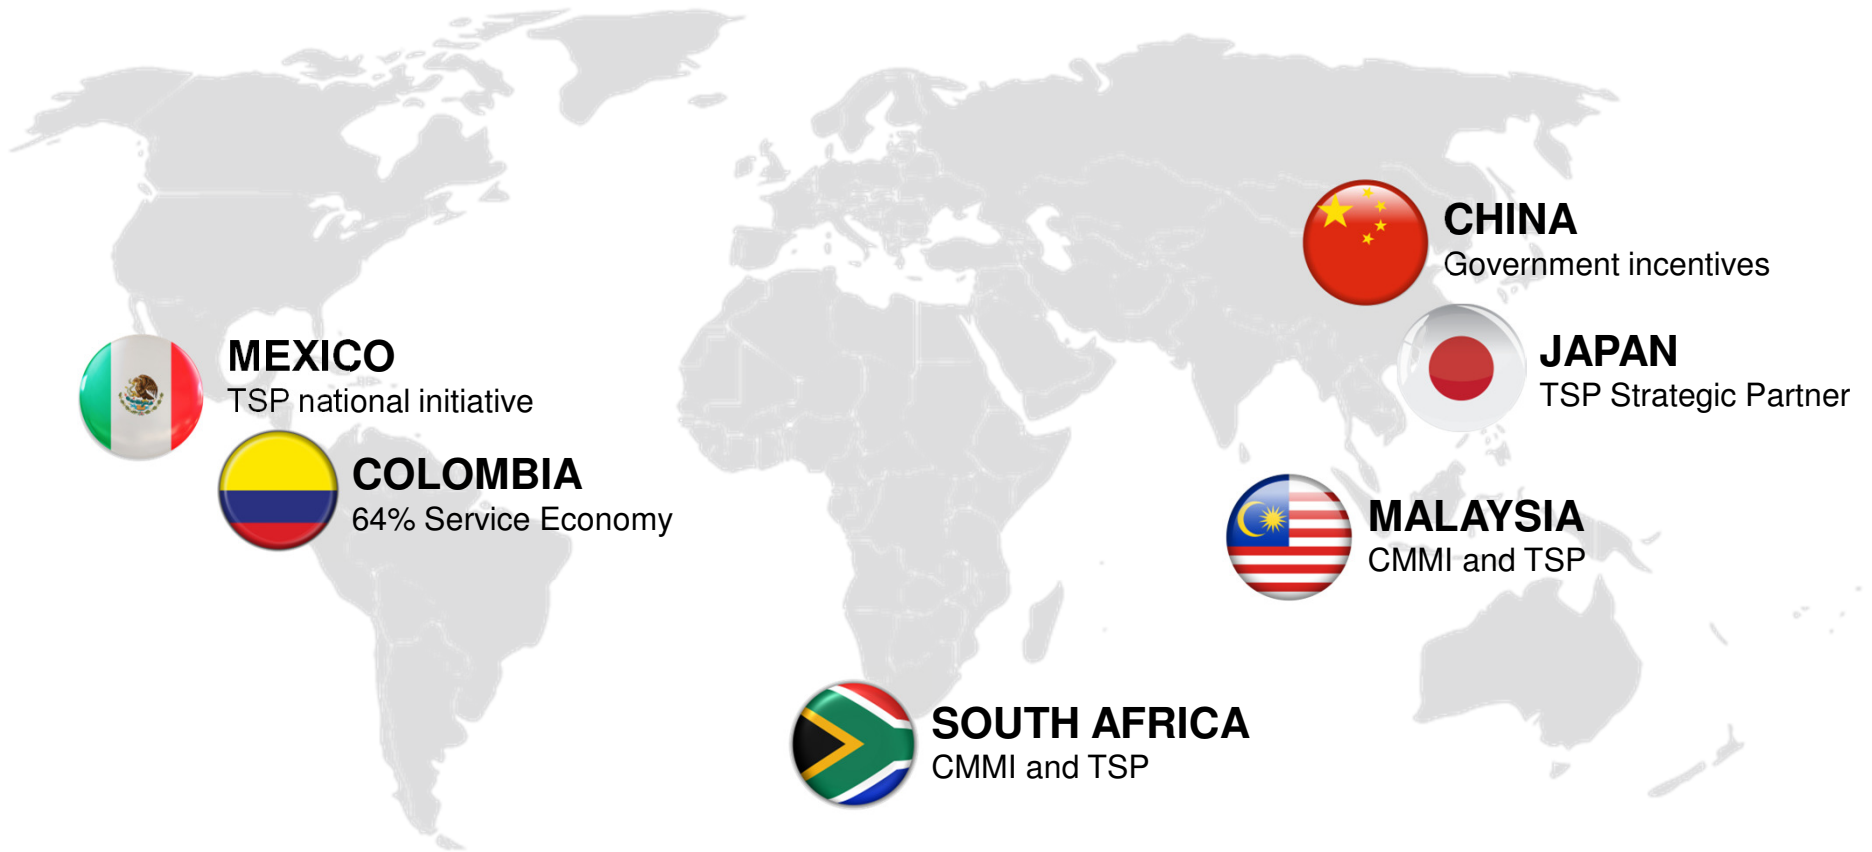 CHINA
Government incentives
MEXICO
TSP national initiative
JAPAN
TSP Strategic Partner
COLOMBIA
64% Service Economy
MALAYSIA
CMMI and TSP
SOUTH AFRICA
CMMI and TSP